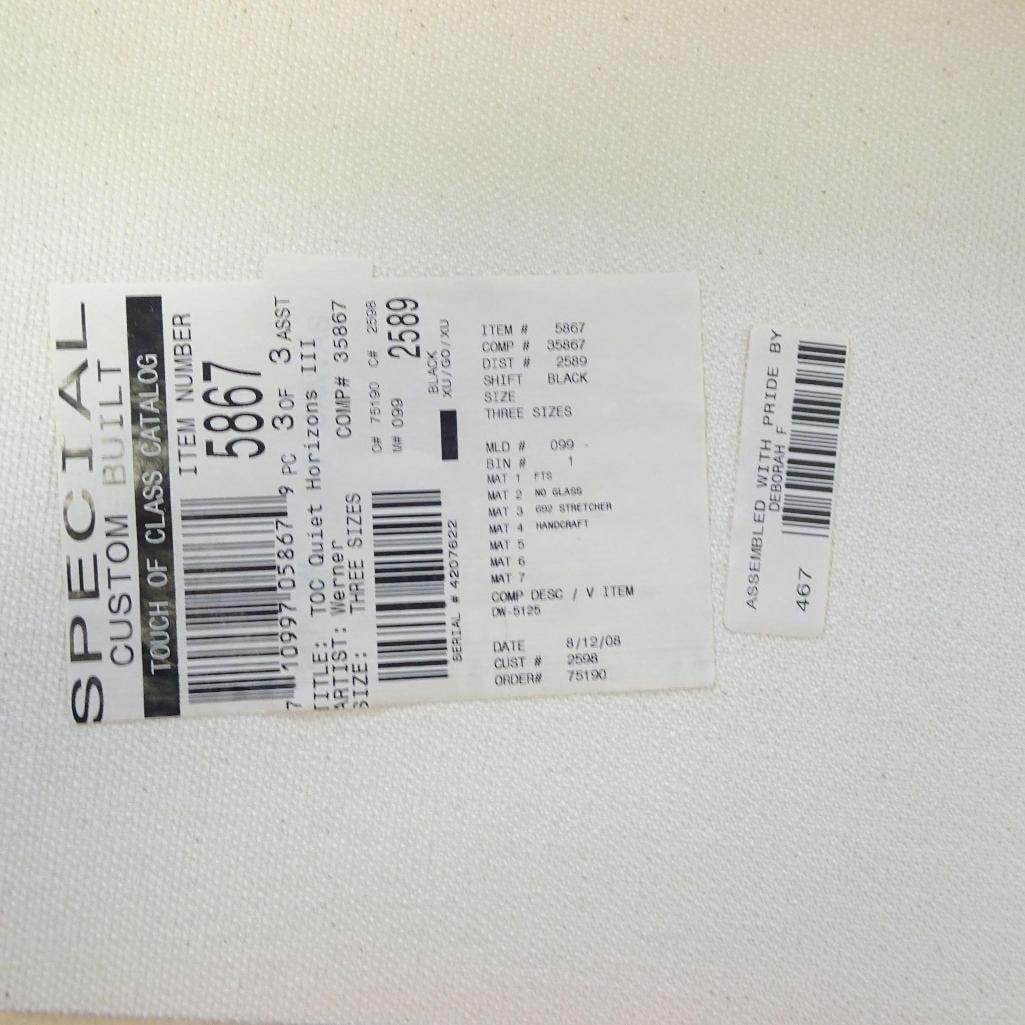 SPECIAL
CUSTOM BUILT
TOUCH OF CLASS CATALOG
ITEM NUMBER
5867
7 10997 05867 9 PC 3 OF 3 ASST
TITLE: TOC Quiet Horizons III
ARTIST: Werner COMP# 35867
SIZE: THREE SIZES
O# 75190 C# 2598
M# 099 2589
BLACK
XU/GO/XU
SERIAL # 4207622
ITEM # 5867
COMP # 35867
DIST # 2589
SHIFT BLACK
SIZE
THREE SIZES
MLD # 099 -
BIN # 1
MAT 1 FTS
MAT 2 NO GLASS
MAT 3 692 STRETCHER
MAT 4 HANDCRAFT
MAT 5
MAT 6
MAT 7
COMP DESC / V ITEM
DW-5125
DATE 8/12/08
CUST # 2598
ORDER# 75190
ASSEMBLED WITH PRIDE BY
DEBORAH F
467